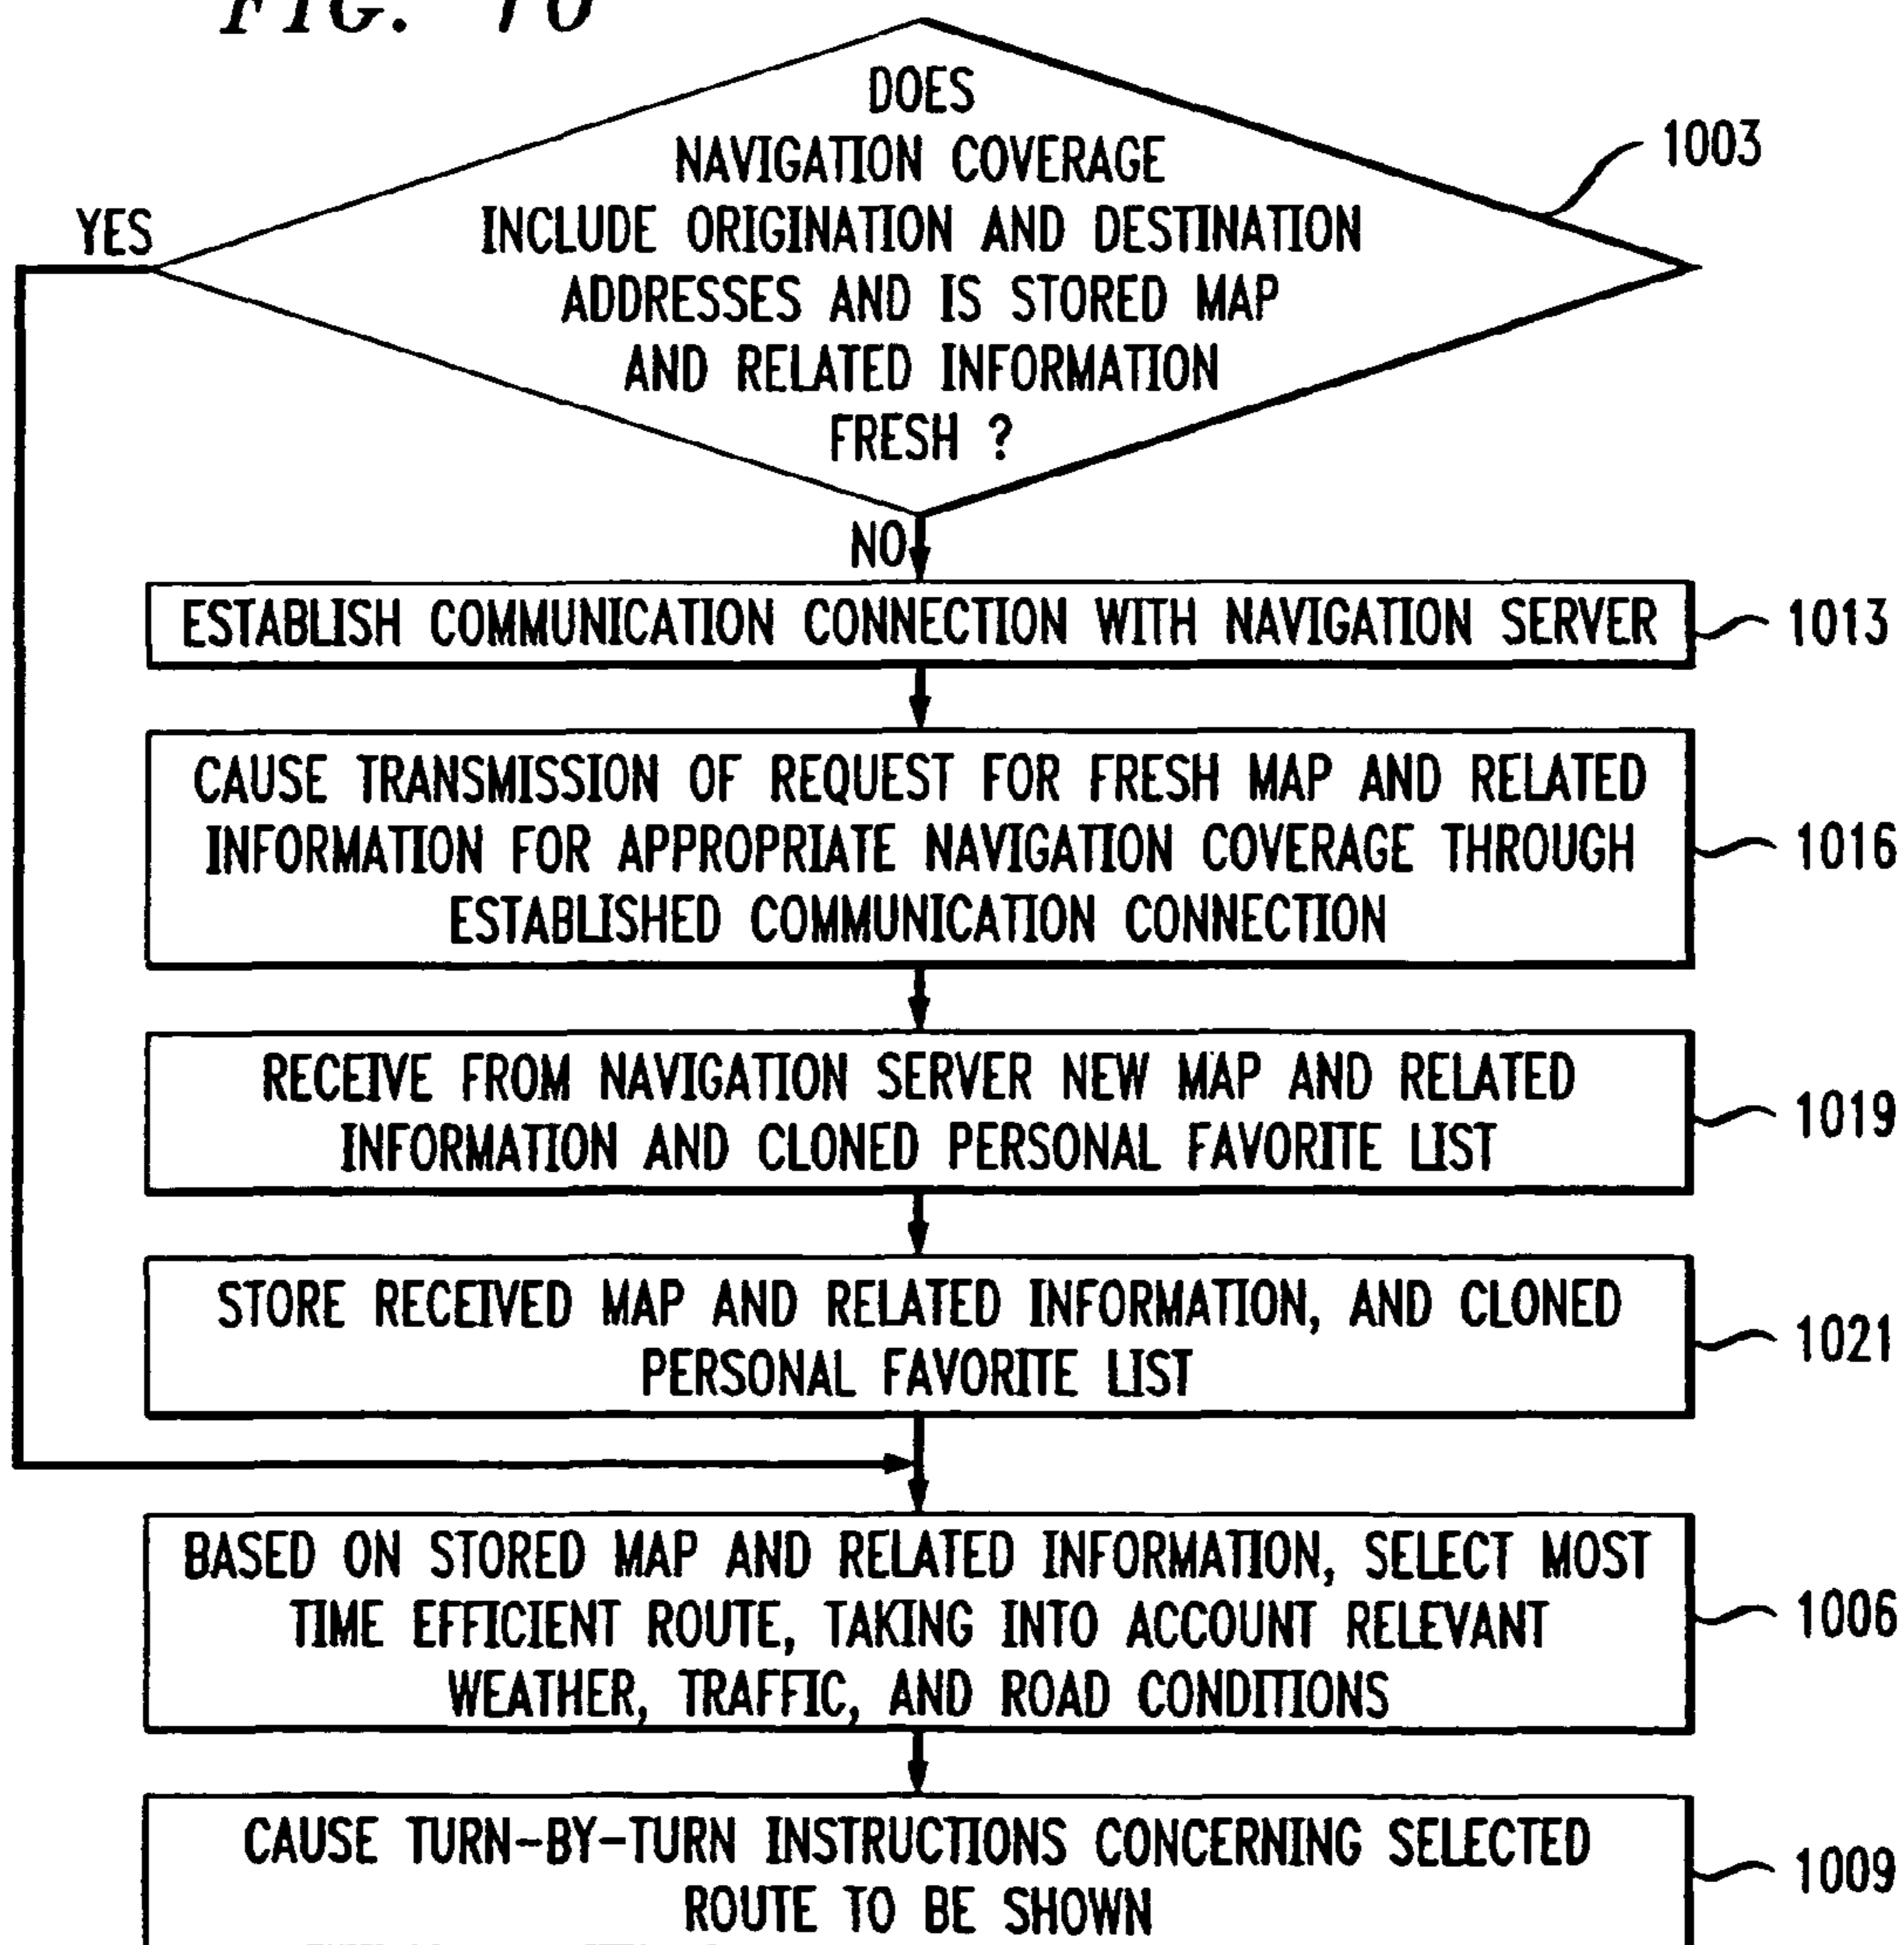 FIG. 10
DOES
NAVIGATION COVERAGE
INCLUDE ORIGINATION AND DESTINATION
ADDRESSES AND IS STORED MAP
AND RELATED INFORMATION
FRESH ?
1003
YES
NO
ESTABLISH COMMUNICATION CONNECTION WITH NAVIGATION SERVER
1013
CAUSE TRANSMISSION OF REQUEST FOR FRESH MAP AND RELATED
INFORMATION FOR APPROPRIATE NAVIGATION COVERAGE THROUGH
ESTABLISHED COMMUNICATION CONNECTION
1016
RECEIVE FROM NAVIGATION SERVER NEW MAP AND RELATED
INFORMATION AND CLONED PERSONAL FAVORITE LIST
1019
STORE RECEIVED MAP AND RELATED INFORMATION, AND CLONED
PERSONAL FAVORITE LIST
1021
BASED ON STORED MAP AND RELATED INFORMATION, SELECT MOST
TIME EFFICIENT ROUTE, TAKING INTO ACCOUNT RELEVANT
WEATHER, TRAFFIC, AND ROAD CONDITIONS
1006
CAUSE TURN-BY-TURN INSTRUCTIONS CONCERNING SELECTED
ROUTE TO BE SHOWN
1009